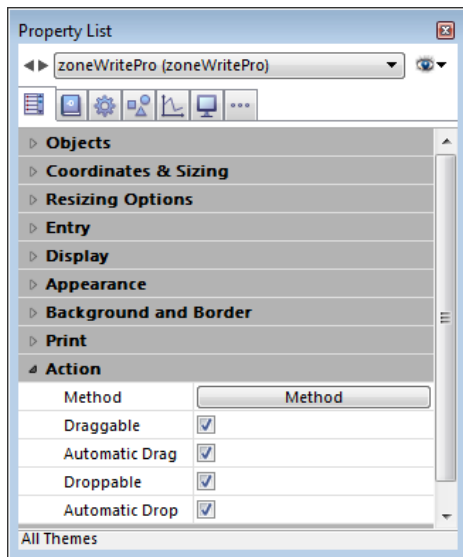 Property List
zoneWritePro (zoneWritePro)
Objects
Coordinates & Sizing
Resizing Options
Entry
Display
Appearance
Background and Border
Print
Action
Method Method
Draggable
Automatic Drag
Droppable
Automatic Drop
All Themes